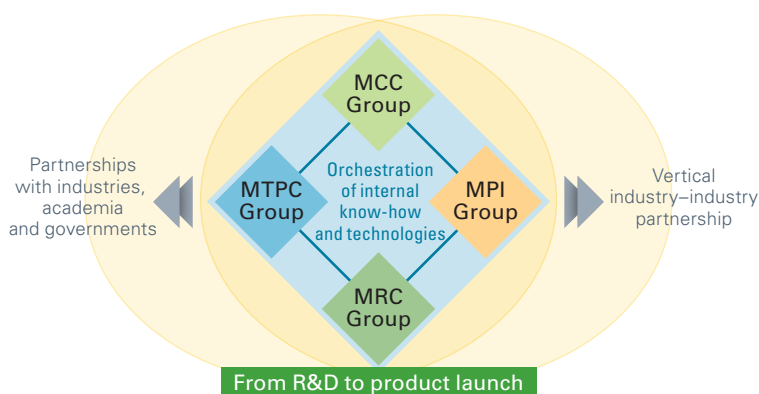 MCC
Group
Partnerships
with industries,
academia
and governments
MTPC
Group
Orchestration
of internal
know-how
and technologies
MPI
Group
Vertical
industry–industry
partnership
MRC
Group
From R&D to product launch